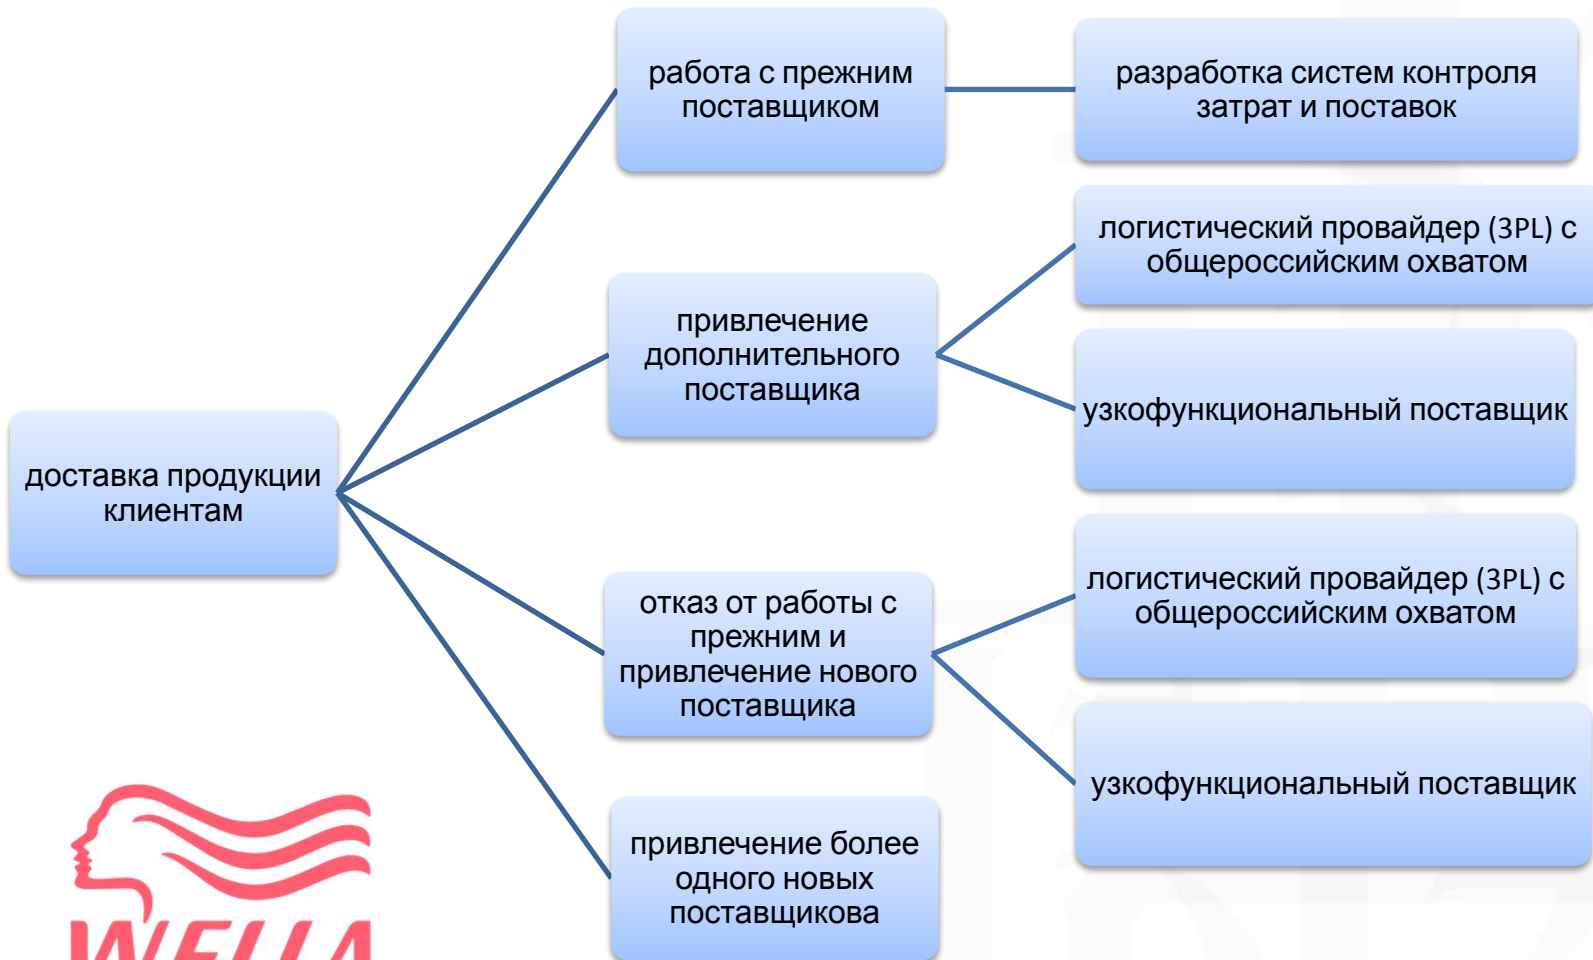 доставка продукции
клиентам
работа с прежним
поставщиком
разработка систем контроля
затрат и поставок
привлечение
дополнительного
поставщика
логистический провайдер (3PL) с
общероссийским охватом
узкофункциональный поставщик
отказ от работы с
прежним и
привлечение нового
поставщика
логистический провайдер (3PL) с
общероссийским охватом
узкофункциональный поставщик
привлечение более
одного новых
поставщикова
WELLA